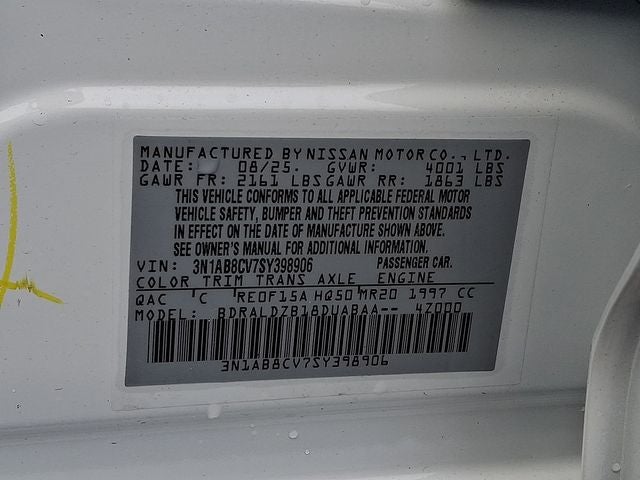 MANUFACTURED BY NISSAN MOTOR CO., LTD.
DATE: 08/25. GVWR: 4001 LBS
GAWR FR: 2161 LBS GAWR RR: 1863 LBS
THIS VEHICLE CONFORMS TO ALL APPLICABLE FEDERAL MOTOR
VEHICLE SAFETY, BUMPER AND THEFT PREVENTION STANDARDS
IN EFFECT ON THE DATE OF MANUFACTURE SHOWN ABOVE.
SEE OWNER'S MANUAL FOR ADDITIONAL INFORMATION.
VIN: 3N1AB8CV7SY398906 PASSENGER CAR.
COLOR TRIM TRANS AXLE ENGINE
QAC C RE0F15A HQ50 MR20 1997 CC
MODEL: BDRALDZB18DUABAA-- 4Z000
3N1AB8CV7SY398906